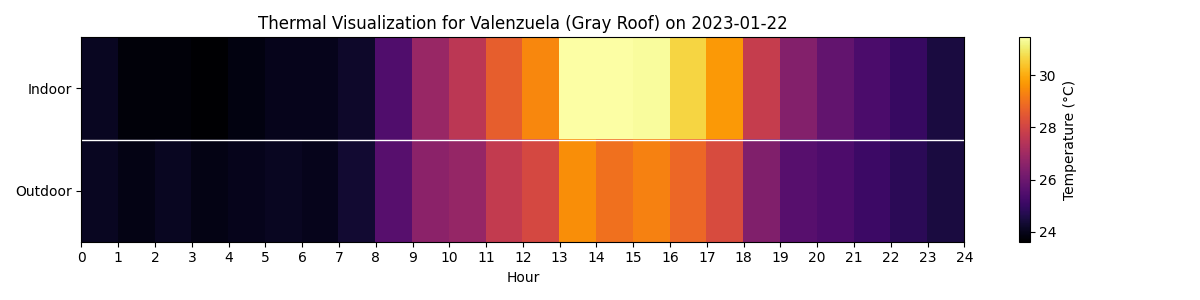 Thermal Visualization for Valenzuela (Gray Roof) on 2023-01-22
Indoor
Outdoor
0 1 2 3 4 5 6 7 8 9 10 11 12 13 14 15 16 17 18 19 20 21 22 23 24
Hour
30
28
26
24
Temperature (°C)